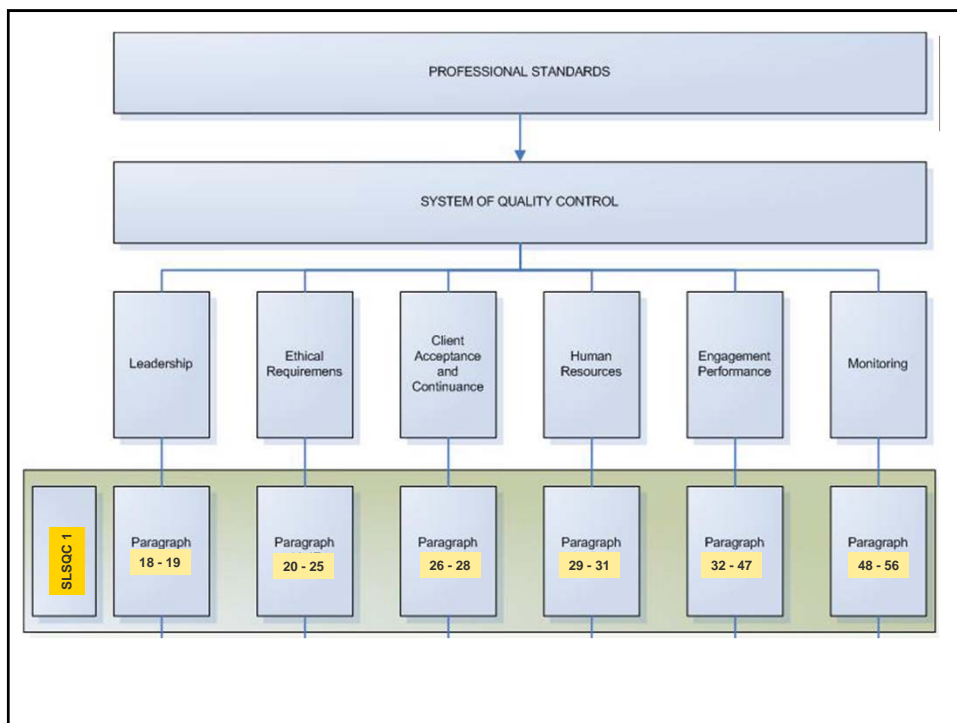 PROFESSIONAL STANDARDS
SYSTEM OF QUALITY CONTROL
Leadership
Ethical
Requiremens
Client
Acceptance
and
Continuance
Human
Resources
Engagement
Performance
Monitoring
SLSQC 1
Paragraph
18 - 19
Paragraph
20 - 25
Paragraph
26 - 28
Paragraph
29 - 31
Paragraph
32 - 47
Paragraph
48 - 56